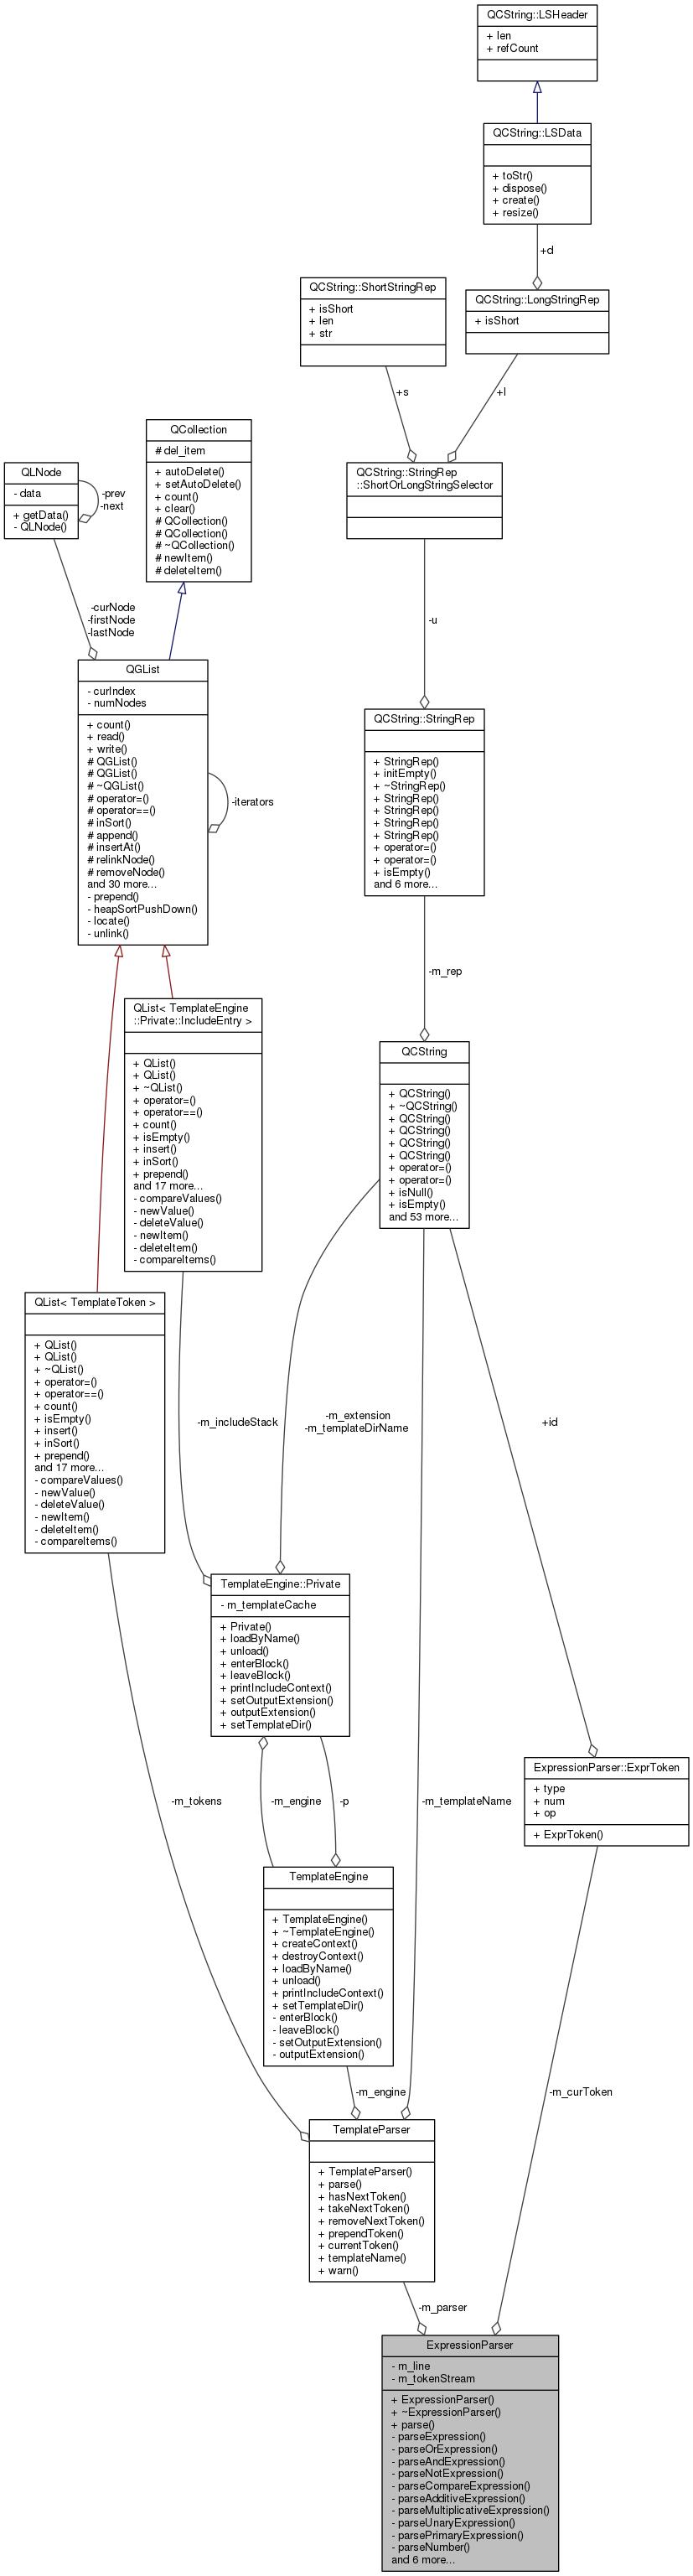 QCString::LSHeader
+ len
+ refCount
QCString::LSData
+ toStr()
+ dispose()
+ create()
+ resize()
+d
QCString::ShortStringRep
+ isShort
+ len
+ str
QCString::LongStringRep
+ isShort
+s
+l
QCollection
# del_item
+ autoDelete()
+ setAutoDelete()
+ count()
+ clear()
# QCollection()
# QCollection()
# ~QCollection()
# newItem()
# deleteItem()
QLNode
- data
+ getData()
- QLNode()
-prev
-next
QCString::StringRep
::ShortOrLongStringSelector
-curNode
-firstNode
-lastNode
-u
QGList
- curIndex
- numNodes
+ count()
+ read()
+ write()
# QGList()
# QGList()
# ~QGList()
# operator=()
# operator==()
# inSort()
# append()
# insertAt()
# relinkNode()
# removeNode()
and 30 more...
- prepend()
- heapSortPushDown()
- locate()
- unlink()
-iterators
QCString::StringRep
+ StringRep()
+ initEmpty()
+ ~StringRep()
+ StringRep()
+ StringRep()
+ StringRep()
+ StringRep()
+ operator=()
+ operator=()
+ isEmpty()
and 6 more...
-m_rep
QList< TemplateEngine
::Private::IncludeEntry >
+ QList()
+ QList()
+ ~QList()
+ operator=()
+ operator==()
+ count()
+ isEmpty()
+ insert()
+ inSort()
+ prepend()
and 17 more...
- compareValues()
- newValue()
- deleteValue()
- newItem()
- deleteItem()
- compareItems()
QCString
+ QCString()
+ ~QCString()
+ QCString()
+ QCString()
+ QCString()
+ QCString()
+ operator=()
+ operator=()
+ isNull()
+ isEmpty()
and 53 more...
QList< TemplateToken >
+ QList()
+ QList()
+ ~QList()
+ operator=()
+ operator==()
+ count()
+ isEmpty()
+ insert()
+ inSort()
+ prepend()
and 17 more...
- compareValues()
- newValue()
- deleteValue()
- newItem()
- deleteItem()
- compareItems()
-m_includeStack
-m_extension
-m_templateDirName
+id
TemplateEngine::Private
- m_templateCache
+ Private()
+ loadByName()
+ unload()
+ enterBlock()
+ leaveBlock()
+ printIncludeContext()
+ setOutputExtension()
+ outputExtension()
+ setTemplateDir()
-m_tokens
-m_engine
-p
-m_templateName
ExpressionParser::ExprToken
+ type
+ num
+ op
+ ExprToken()
TemplateEngine
+ TemplateEngine()
+ ~TemplateEngine()
+ createContext()
+ destroyContext()
+ loadByName()
+ unload()
+ printIncludeContext()
+ setTemplateDir()
- enterBlock()
- leaveBlock()
- setOutputExtension()
- outputExtension()
-m_engine
-m_curToken
TemplateParser
+ TemplateParser()
+ parse()
+ hasNextToken()
+ takeNextToken()
+ removeNextToken()
+ prependToken()
+ currentToken()
+ templateName()
+ warn()
-m_parser
ExpressionParser
- m_line
- m_tokenStream
+ ExpressionParser()
+ ~ExpressionParser()
+ parse()
- parseExpression()
- parseOrExpression()
- parseAndExpression()
- parseNotExpression()
- parseCompareExpression()
- parseAdditiveExpression()
- parseMultiplicativeExpression()
- parseUnaryExpression()
- parsePrimaryExpression()
- parseNumber()
and 6 more...